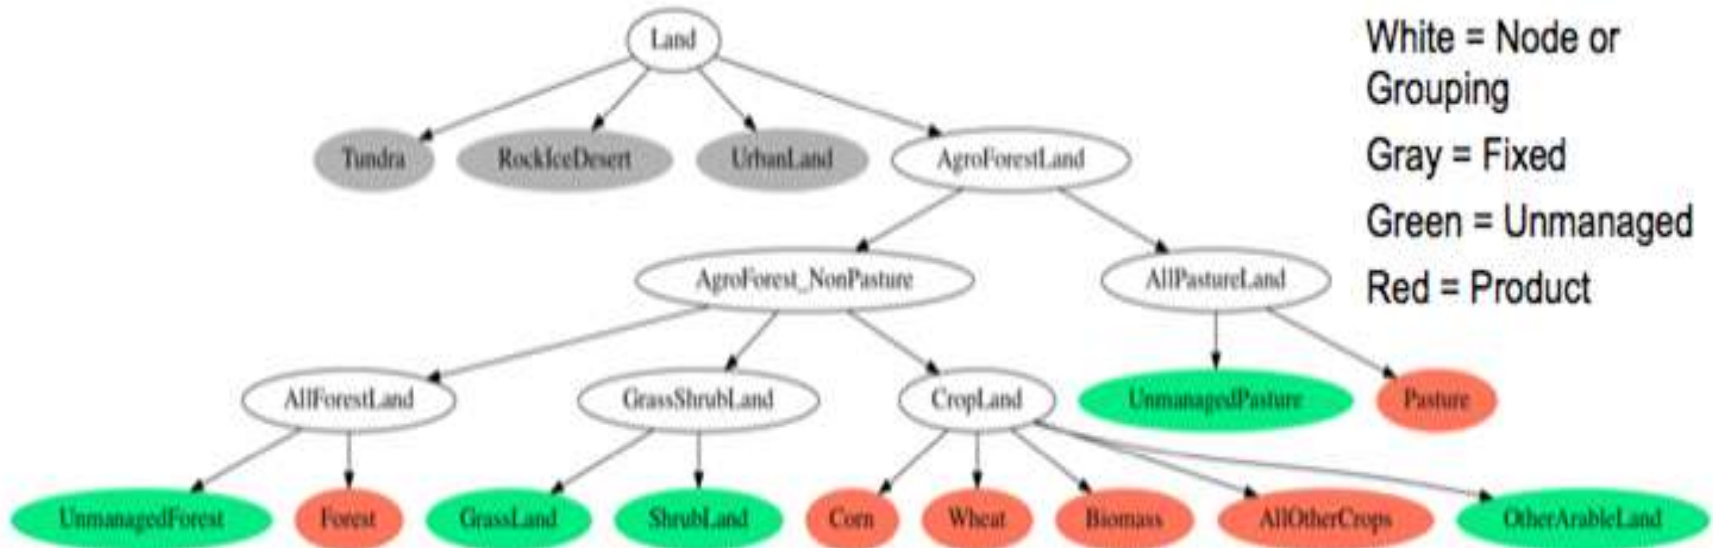 Land
White = Node or
Grouping
Tundra
RockIceDesert
UrbanLand
AgroForestLand
Gray = Fixed
Green = Unmanaged
AgroForest_NonPasture
AllPastureLand
Red = Product
AllForestLand
GrassShrubLand
CropLand
UnmanagedPasture
Pasture
UnmanagedForest
Forest
GrassLand
ShrubLand
Corn
Wheat
Biomass
AllOtherCrops
OtherArableLand